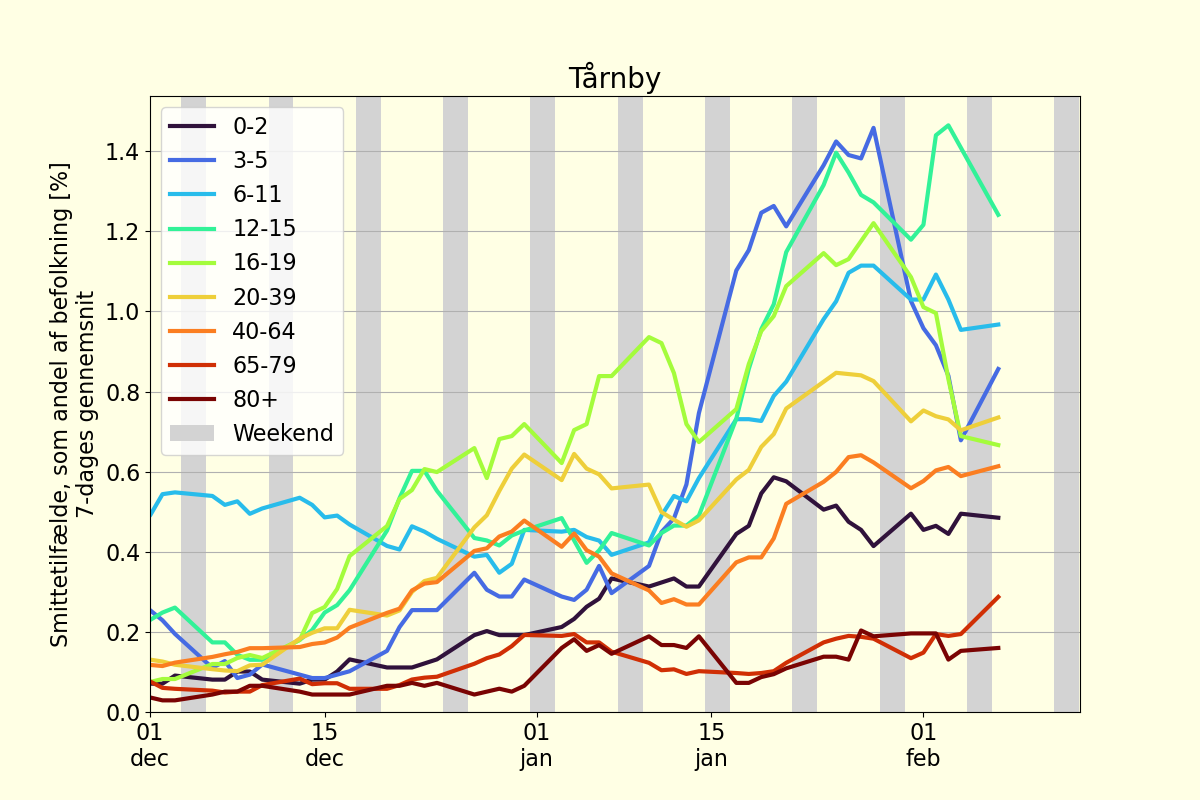 Tårnby
Smittetilfælde, som andel af befolkning [%]
7-dages gennemsnit
1.4
1.2
1.0
0.8
0.6
0.4
0.2
0.0
0-2
3-5
6-11
12-15
16-19
20-39
40-64
65-79
80+
Weekend
01 15 01 15 01
dec dec jan jan feb